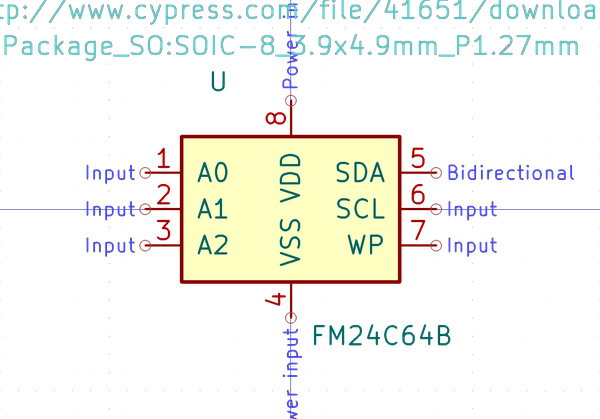 tp://www.cypress.com/file/41651/downloa
Package_SO:SOIC-8_3.9x4.9mm_P1.27mm
Power
U
8
Input 1 A0 VDD SDA 5 Bidirectional
Input 2 A1 SCL 6 Input
Input 3 A2 VSS WP 7 Input
4
FM24C64B
wer input